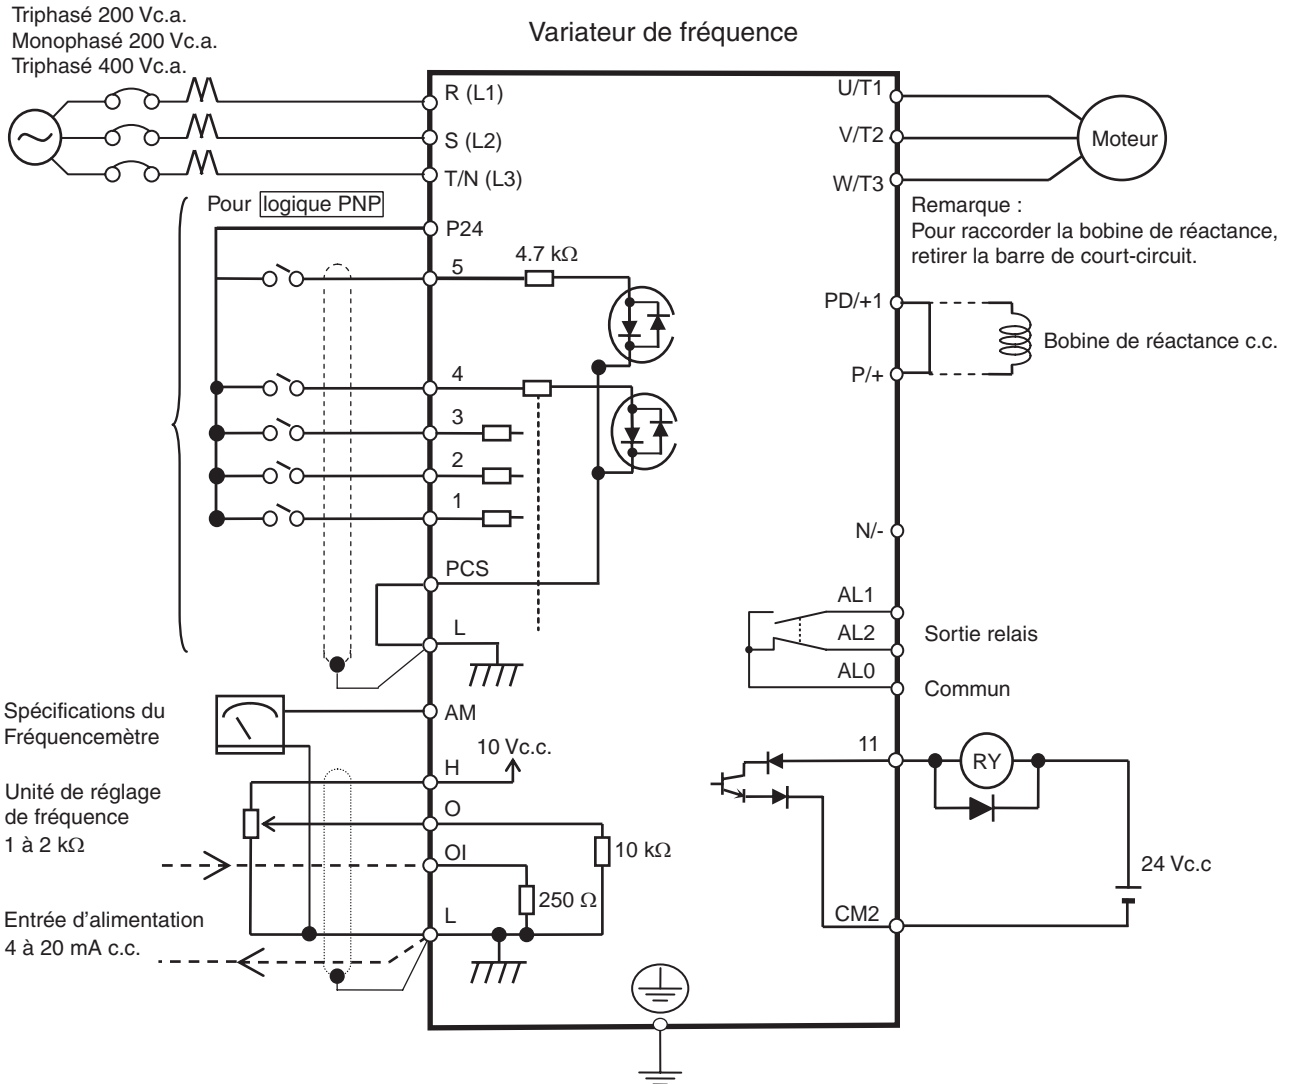 Triphasé 200 Vc.a.
Monophasé 200 Vc.a.
Triphasé 400 Vc.a.
Variateur de fréquence
R (L1)
S (L2)
T/N (L3)
U/T1
V/T2
W/T3
Moteur
Pour logique PNP
P24
5
4.7 kΩ
4
3
2
1
PCS
L
Remarque :
Pour raccorder la bobine de réactance,
retirer la barre de court-circuit.
PD/+1
P/+
Bobine de réactance c.c.
N/-
AL1
AL2
AL0
Sortie relais
Commun
Spécifications du
Fréquencemètre
AM
10 Vc.c.
H
O
OI
L
10 kΩ
250 Ω
Unité de réglage
de fréquence
1 à 2 kΩ
Entrée d’alimentation
4 à 20 mA c.c.
11
RY
24 Vc.c
CM2